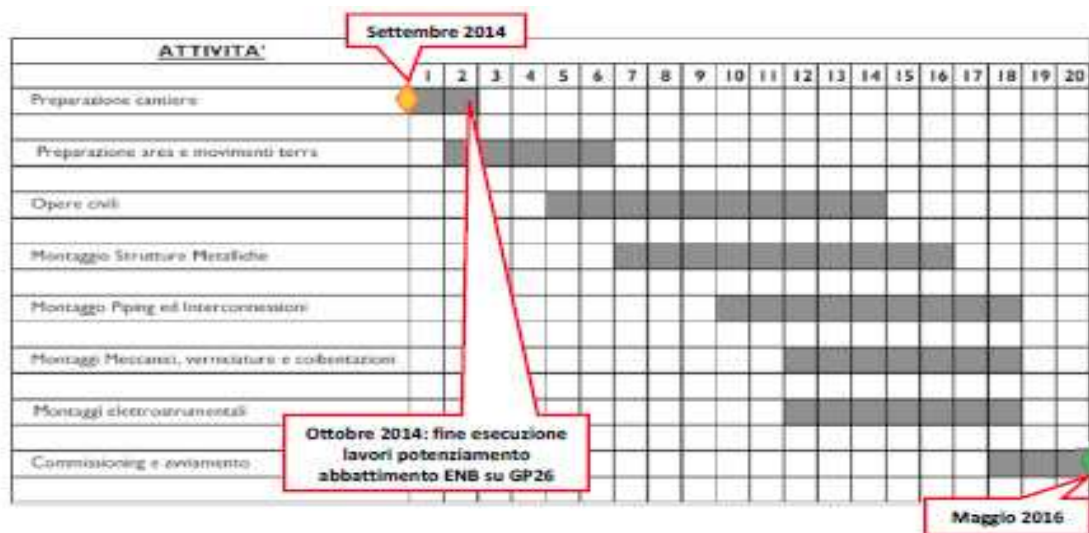 Settembre 2014
ATTIVITA'
1 2 3 4 5 6 7 8 9 10 11 12 13 14 15 16 17 18 19 20
Preparazione cantiere
Preparazione area e movimenti terra
Opere civili
Montaggio Strutture Metalliche
Montaggo Piping ed Interconnessioni
Montaggi Meccanici, verniciature e coibentazioni
Montaggi elettrostrumentali
Ottobre 2014: fine esecuzione
lavori potenziamento
abbattimento ENB su GP26
Commissioning e avviamento
Maggio 2016